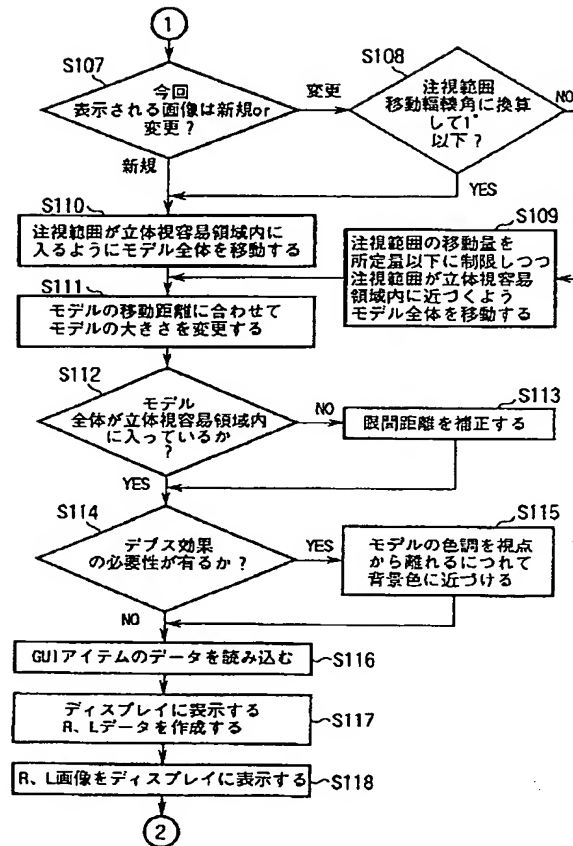 1
S107
今回
表示される画像は新規or
変更?
変更
新規
S108
注視範囲
移動輻輳角に換算
して1°
以下?
NO
YES
S110
注視範囲が立体視容易領域内に
入るようにモデル全体を移動する
S109
注視範囲の移動量を
所定量以下に制限しつつ
注視範囲が立体視容易
領域内に近づくよう
モデル全体を移動する
S111
モデルの移動距離に合わせて
モデルの大きさを変更する
S112
モデル
全体が立体視容易領域内
に入っているか
?
NO
YES
S113
眼間距離を補正する
S114
デプス効果
の必要性が有るか?
YES
NO
S115
モデルの色調を視点
から離れるにつれて
背景色に近づける
GUIアイテムのデータを読み込む
S116
ディスプレイに表示する
R、Lデータを作成する
S117
R、L画像をディスプレイに表示する
S118
2